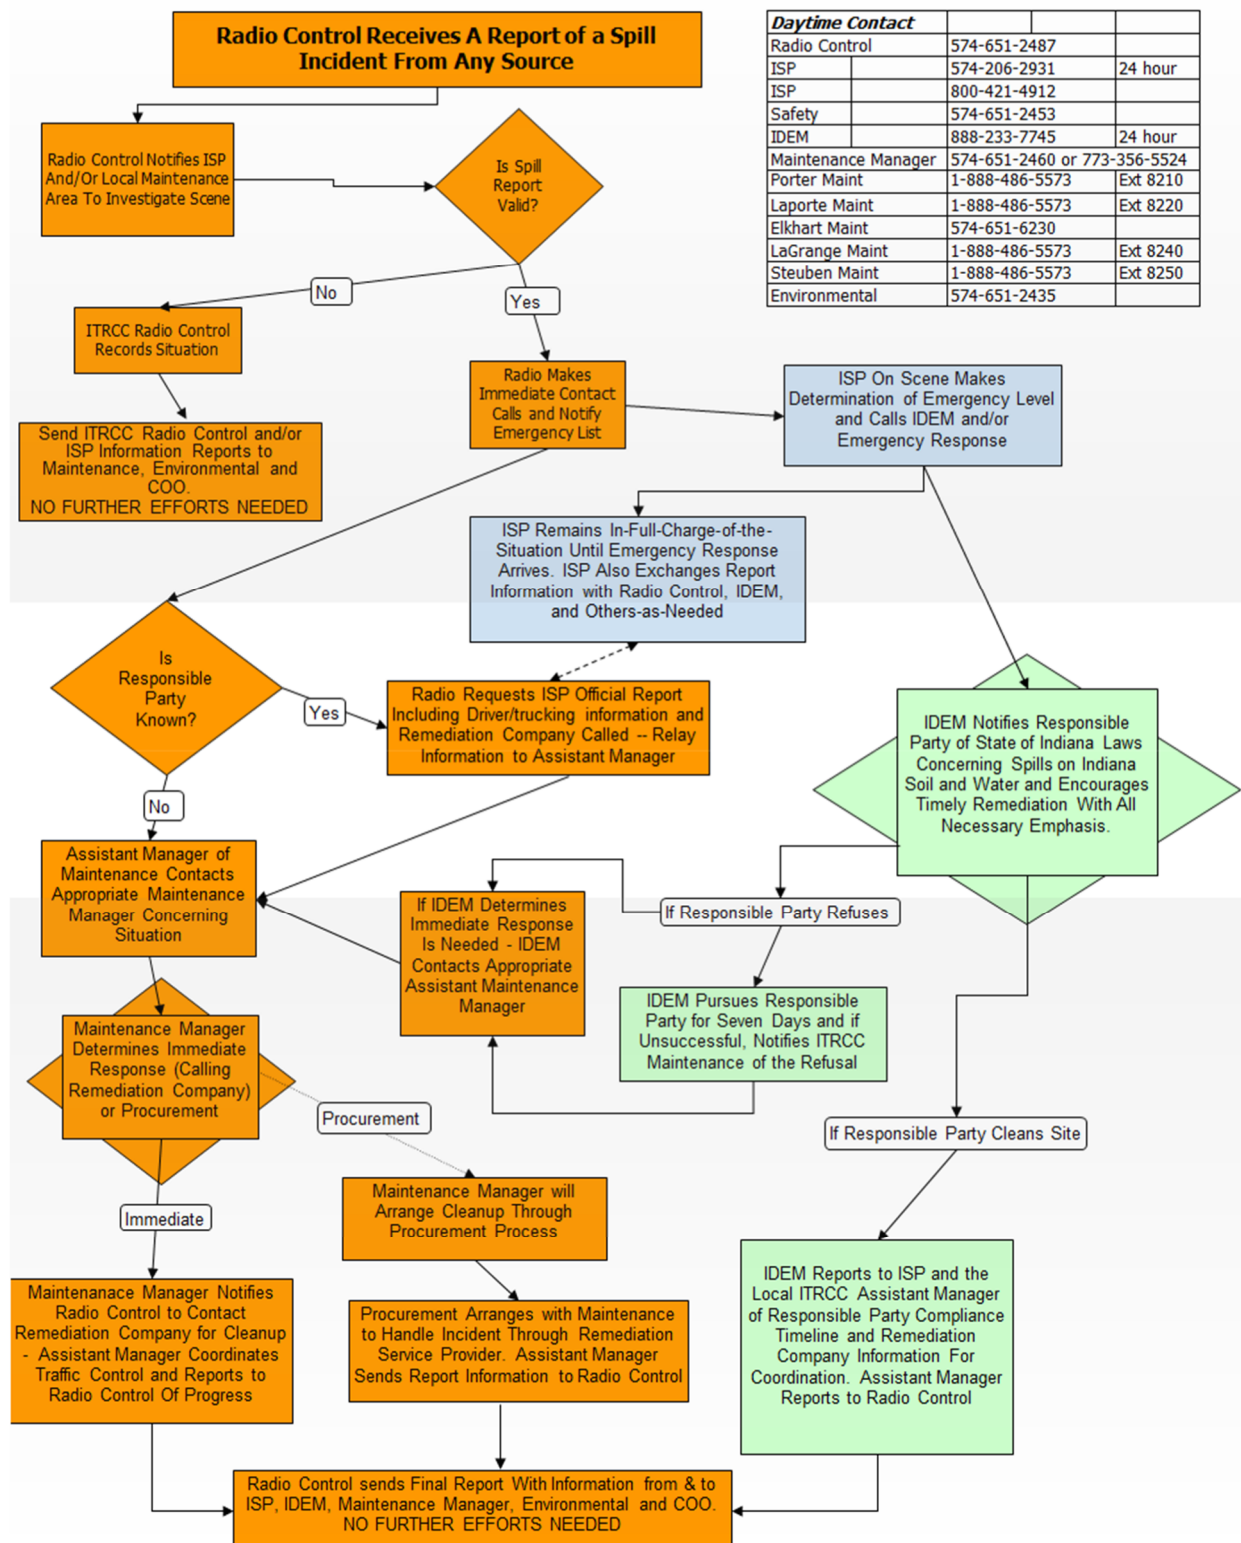 Radio Control Receives A Report of a Spill
Incident From Any Source
Daytime Contact
Radio Control 574-651-2487
ISP 574-206-2931 24 hour
ISP 800-421-4912
Safety 574-651-2453
IDEM 888-233-7745 24 hour
Maintenance Manager 574-651-2460 or 773-356-5524
Porter Maint 1-888-486-5573 Ext 8210
Laporte Maint 1-888-486-5573 Ext 8220
Elkhart Maint 574-651-6230
LaGrange Maint 1-888-486-5573 Ext 8240
Steuben Maint 1-888-486-5573 Ext 8250
Environmental 574-651-2435
Radio Control Notifies ISP
And/Or Local Maintenance
Area To Investigate Scene
Is Spill
Report
Valid?
No
Yes
ITRCC Radio Control
Records Situation
Send ITRCC Radio Control and/or
ISP Information Reports to
Maintenance, Environmental and
COO.
NO FURTHER EFFORTS NEEDED
Radio Makes
Immediate Contact
Calls and Notify
Emergency List
ISP On Scene Makes
Determination of Emergency Level
and Calls IDEM and/or
Emergency Response
ISP Remains In-Full-Charge-of-the-
Situation Until Emergency Response
Arrives. ISP Also Exchanges Report
Information with Radio Control, IDEM,
and Others-as-Needed
Is
Responsible
Party
Known?
Yes
No
Radio Requests ISP Official Report
Including Driver/trucking information and
Remediation Company Called -- Relay
Information to Assistant Manager
IDEM Notifies Responsible
Party of State of Indiana Laws
Concerning Spills on Indiana
Soil and Water and Encourages
Timely Remediation With All
Necessary Emphasis.
Assistant Manager of
Maintenance Contacts
Appropriate Maintenance
Manager Concerning
Situation
If IDEM Determines
Immediate Response
Is Needed - IDEM
Contacts Appropriate
Assistant Maintenance
Manager
If Responsible Party Refuses
IDEM Pursues Responsible
Party for Seven Days and if
Unsuccessful, Notifies ITRCC
Maintenance of the Refusal
Maintenance Manager
Determines Immediate
Response (Calling
Remediation Company)
or Procurement
Procurement
If Responsible Party Cleans Site
Immediate
Maintenance Manager will
Arrange Cleanup Through
Procurement Process
Maintenanace Manager Notifies
Radio Control to Contact
Remediation Company for Cleanup
- Assistant Manager Coordinates
Traffic Control and Reports to
Radio Control Of Progress
Procurement Arranges with Maintenance
to Handle Incident Through Remediation
Service Provider. Assistant Manager
Sends Report Information to Radio Control
IDEM Reports to ISP and the
Local ITRCC Assistant Manager
of Responsible Party Compliance
Timeline and Remediation
Company Information For
Coordination. Assistant Manager
Reports to Radio Control
Radio Control sends Final Report With Information from & to
ISP, IDEM, Maintenance Manager, Environmental and COO.
NO FURTHER EFFORTS NEEDED